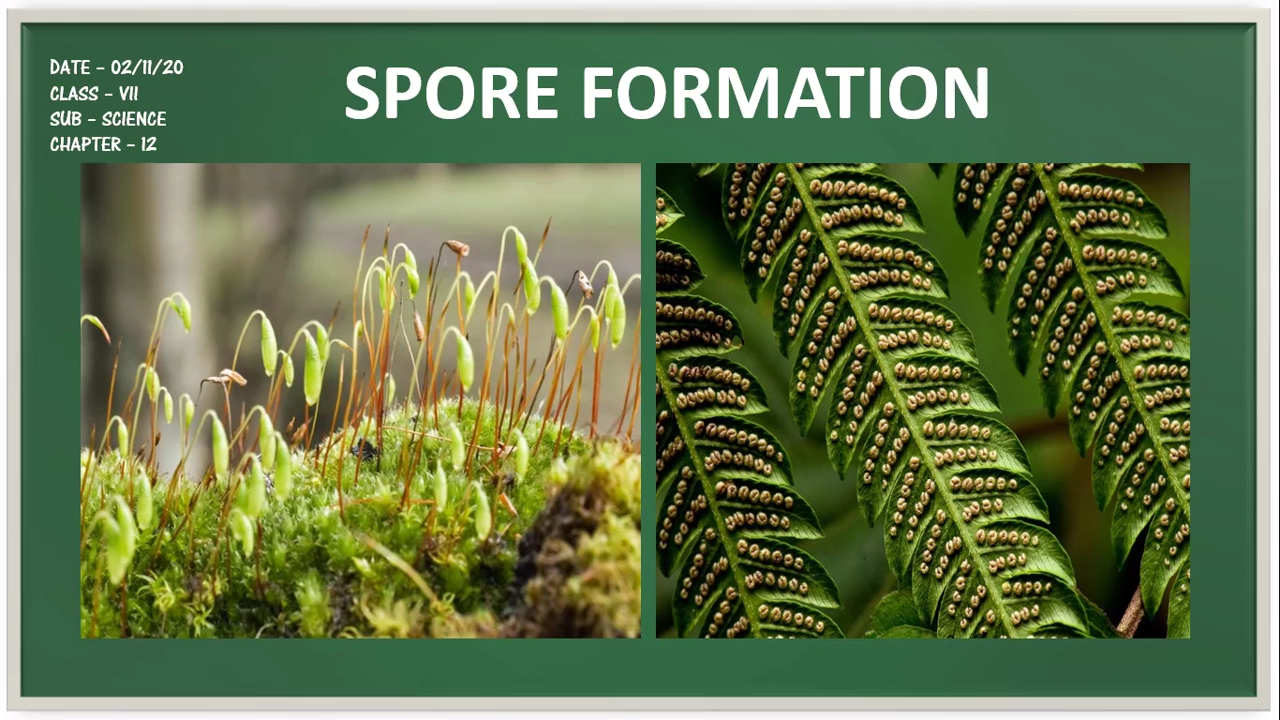 DATE – 02/11/20
CLASS – VII
SUB – SCIENCE
CHAPTER – 12
SPORE FORMATION